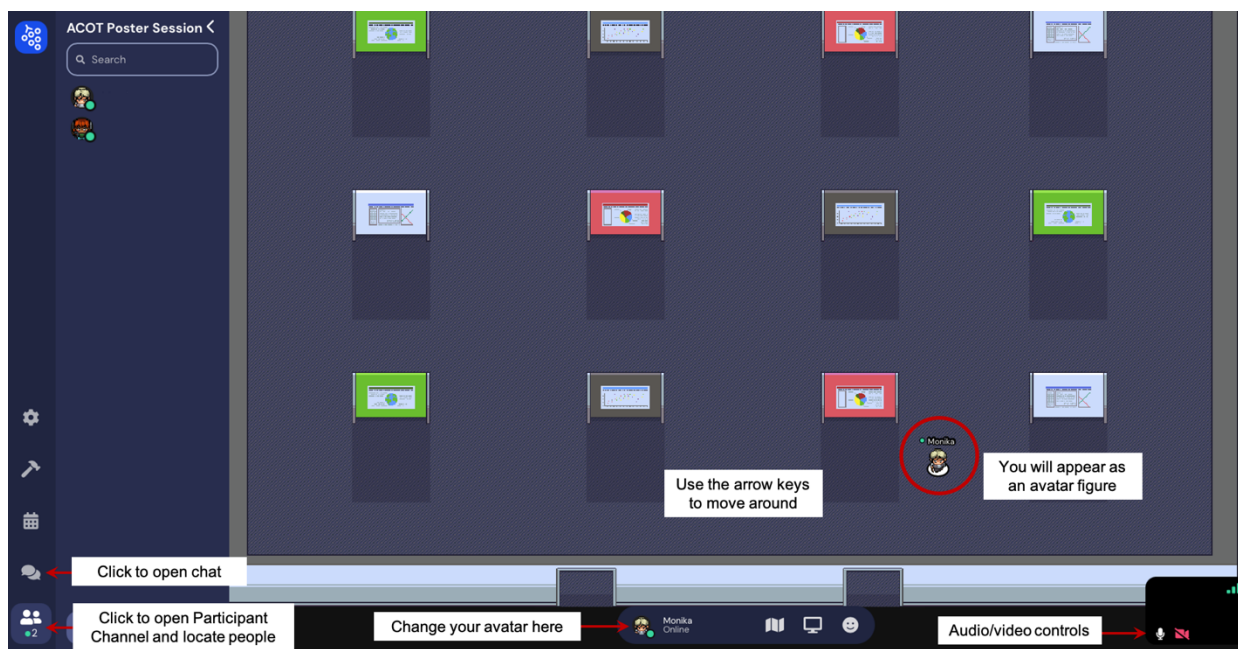 ACOT Poster Session
Search
Monika
You will appear as
an avatar figure
Use the arrow keys
to move around
Click to open chat
Click to open Participant
Channel and locate people
2
Change your avatar here
Monika
Online
Audio/video controls